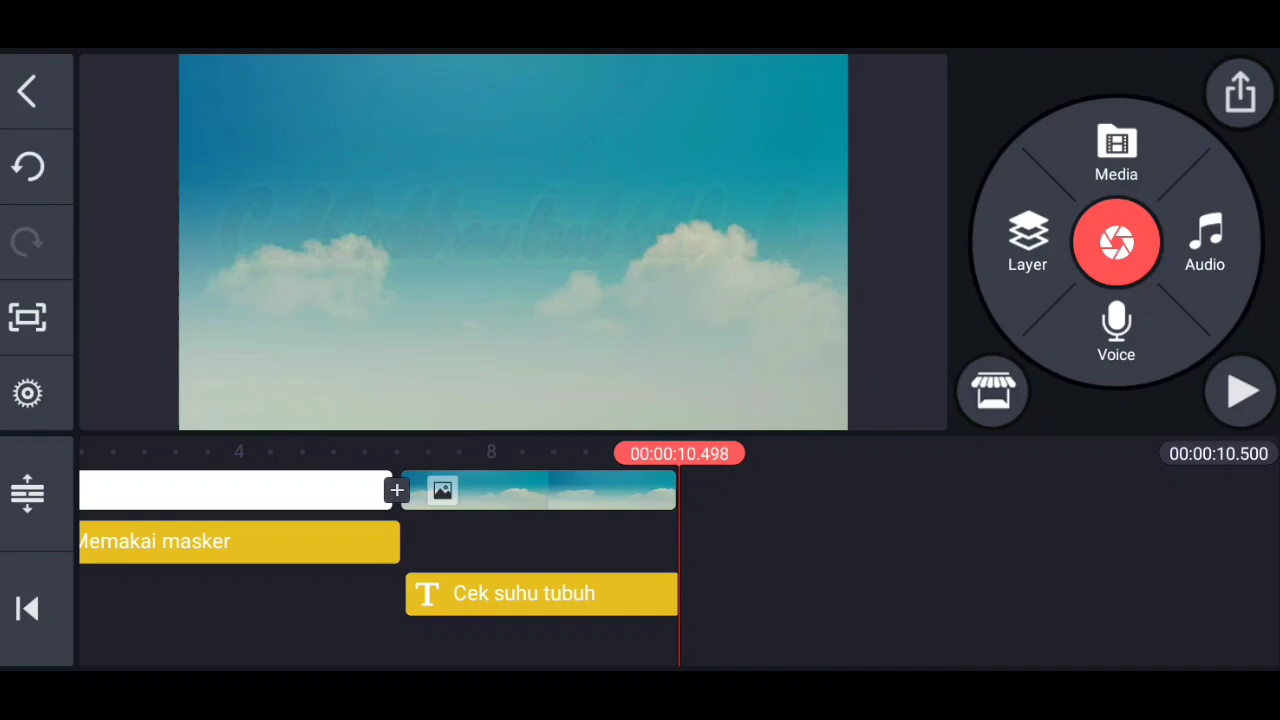 Media
Layer
Audio
Voice
4
8
00:00:10.498
00:00:10.500
Memakai masker
T Cek suhu tubuh